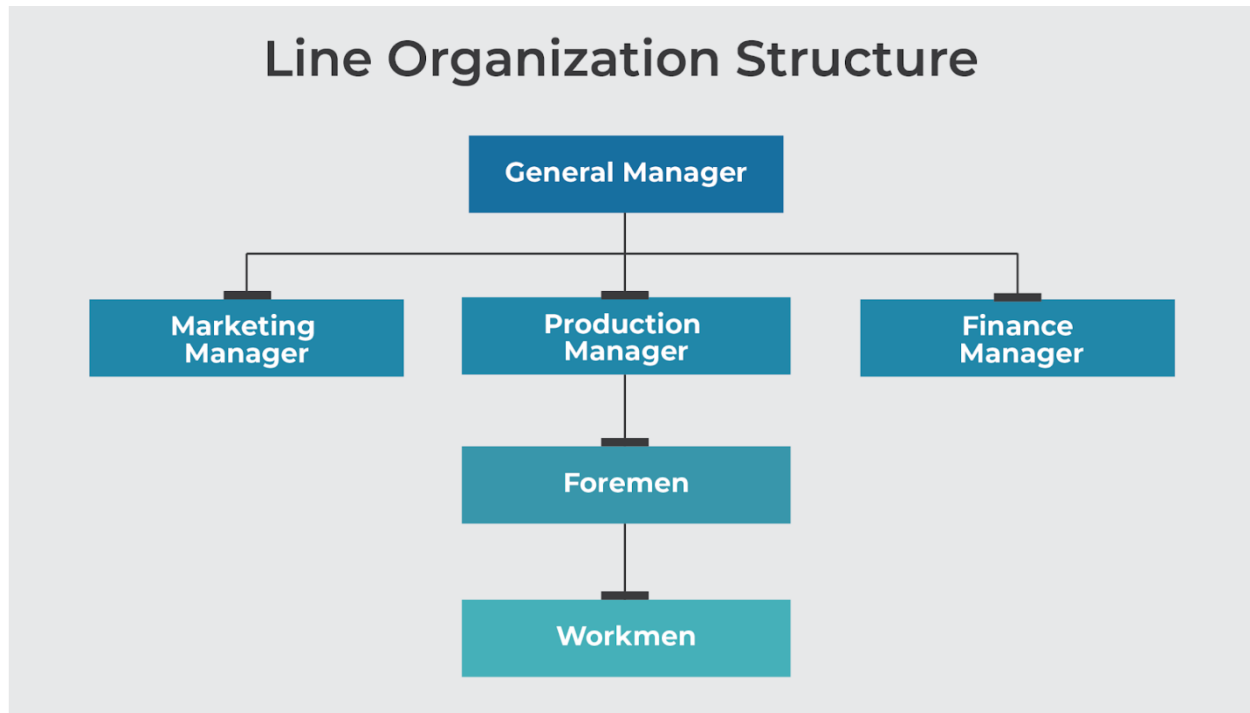 Line Organization Structure
General Manager
Marketing
Manager
Production
Manager
Finance
Manager
Foremen
Workmen